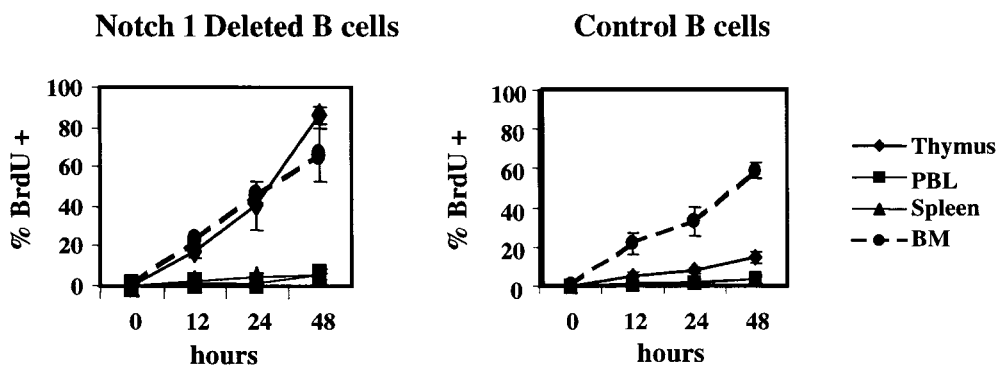 Notch 1 Deleted B cells
Control B cells
% BrdU +
100
80
60
40
20
0
0 12 24 48
hours
% BrdU +
100
80
60
40
20
0
0 12 24 48
hours
Thymus
PBL
Spleen
BM